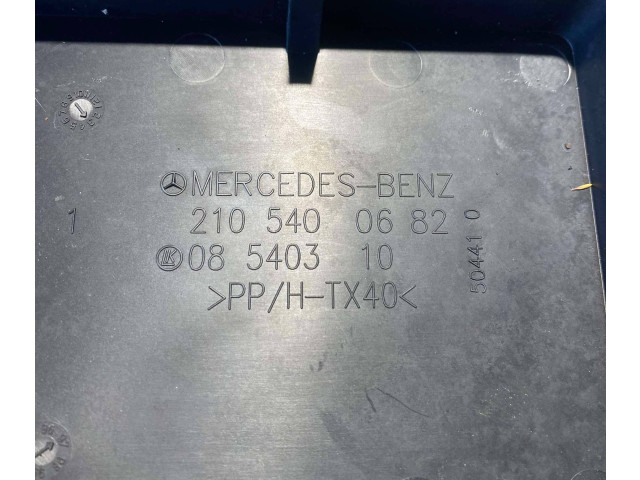 MERCEDES-BENZ
1 210 540 06 82
08 5403 10
>PP/H-TX40<
50441 0